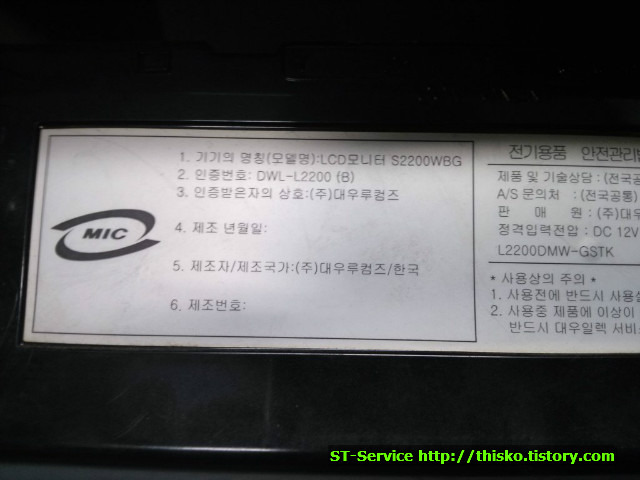 MIC
1. 기기의 명칭(모델명):LCD모니터 S2200WBG
2. 인증번호: DWL-L2200 (B)
3. 인증받은자의 상호:(주)대우루컴즈
4. 제조 년월일:
5. 제조자/제조국가:(주)대우루컴즈/한국
6. 제조번호:
전기용품 안전관리법
제품 및 기술상담 : (전국공
A/S 문의처 : (전국공통)
판 매 원 : (주)대우
정격입력전압 : DC 12V
L2200DMW-GSTK
* 사용상의 주의 *
1. 사용전에 반드시 사용설
2. 사용중 제품에 이상이
반드시 대우일렉 서비스
ST-Service http://thisko.tistory.com